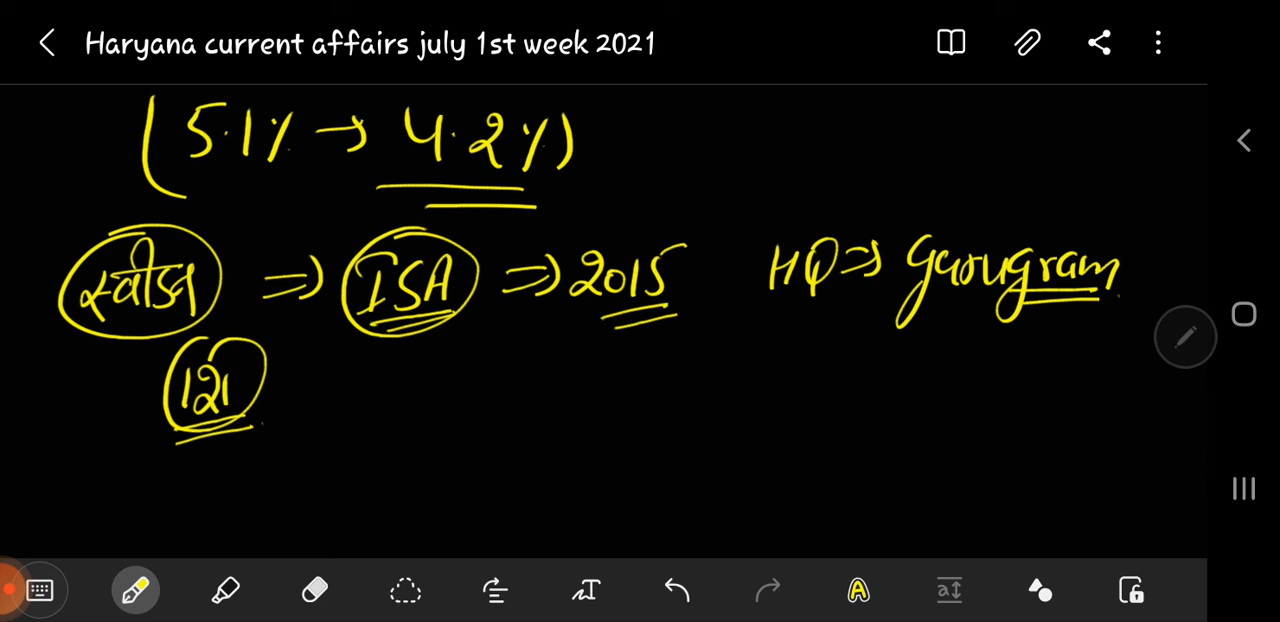 Haryana current affairs july 1st week 2021
(5.1% → 4.2%)
स्वीडन ⇒ ISA ⇒ 2015 HQ ⇒ Gurugram
121